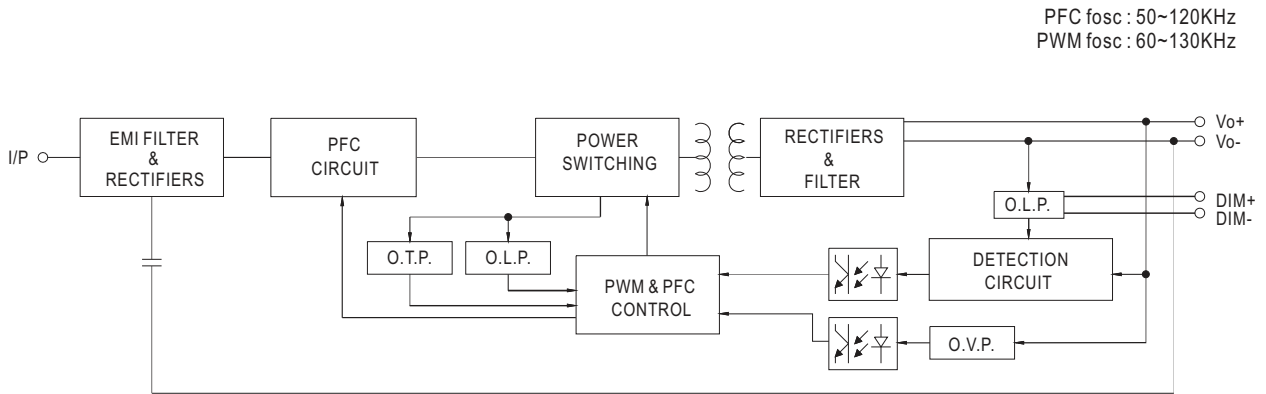 PFC fosc : 50~120KHz
PWM fosc : 60~130KHz
I/P
EMI FILTER
&
RECTIFIERS
PFC
CIRCUIT
POWER
SWITCHING
RECTIFIERS
&
FILTER
Vo+
Vo-
DIM+
DIM-
O.L.P.
O.T.P.
O.L.P.
PWM & PFC
CONTROL
DETECTION
CIRCUIT
O.V.P.